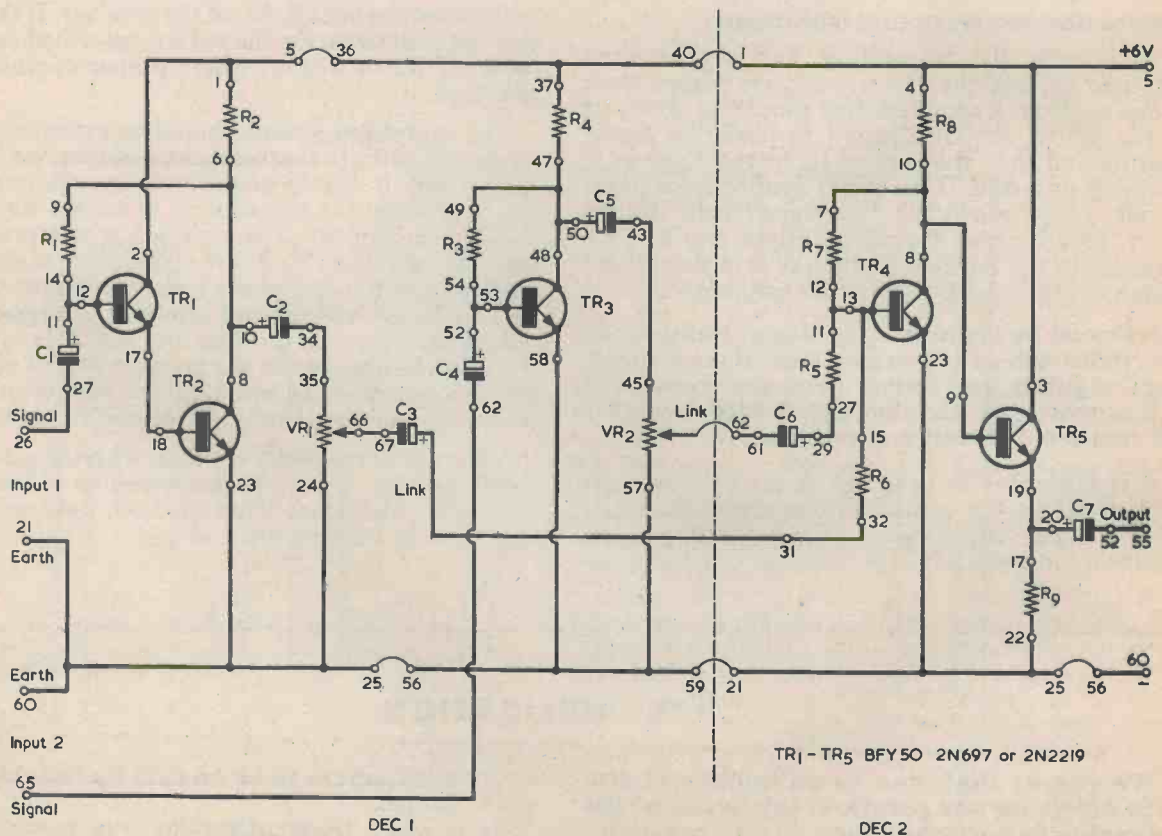 5 36 40 1 +6V
5
1 37 4
R2 R4 R8
6 47 10
9 49 C5 7
+
50 43
R1 R3 R7
2 48 TR4 8
14 54 12
12 TR1 53 TR3 13
11 C2 52 11
+ + 
C1 10 34 C4 R5 23
17 58
27 TR2 8 35 62 45 27 9 3
Signal 66 C3 Link 62 C6 15 TR5
26 18 VR1 67 + VR2 61 + 29
R6
Input 1 23 24 Link 57 19
32 20 + C7 Output
21 31 52 55
Earth 17
R9
22
Earth
60 25 56 59 21 25 56 60
-
Input 2
TR1 - TR5 BFY50 2N697 or 2N2219
65
Signal
DEC 1 DEC 2